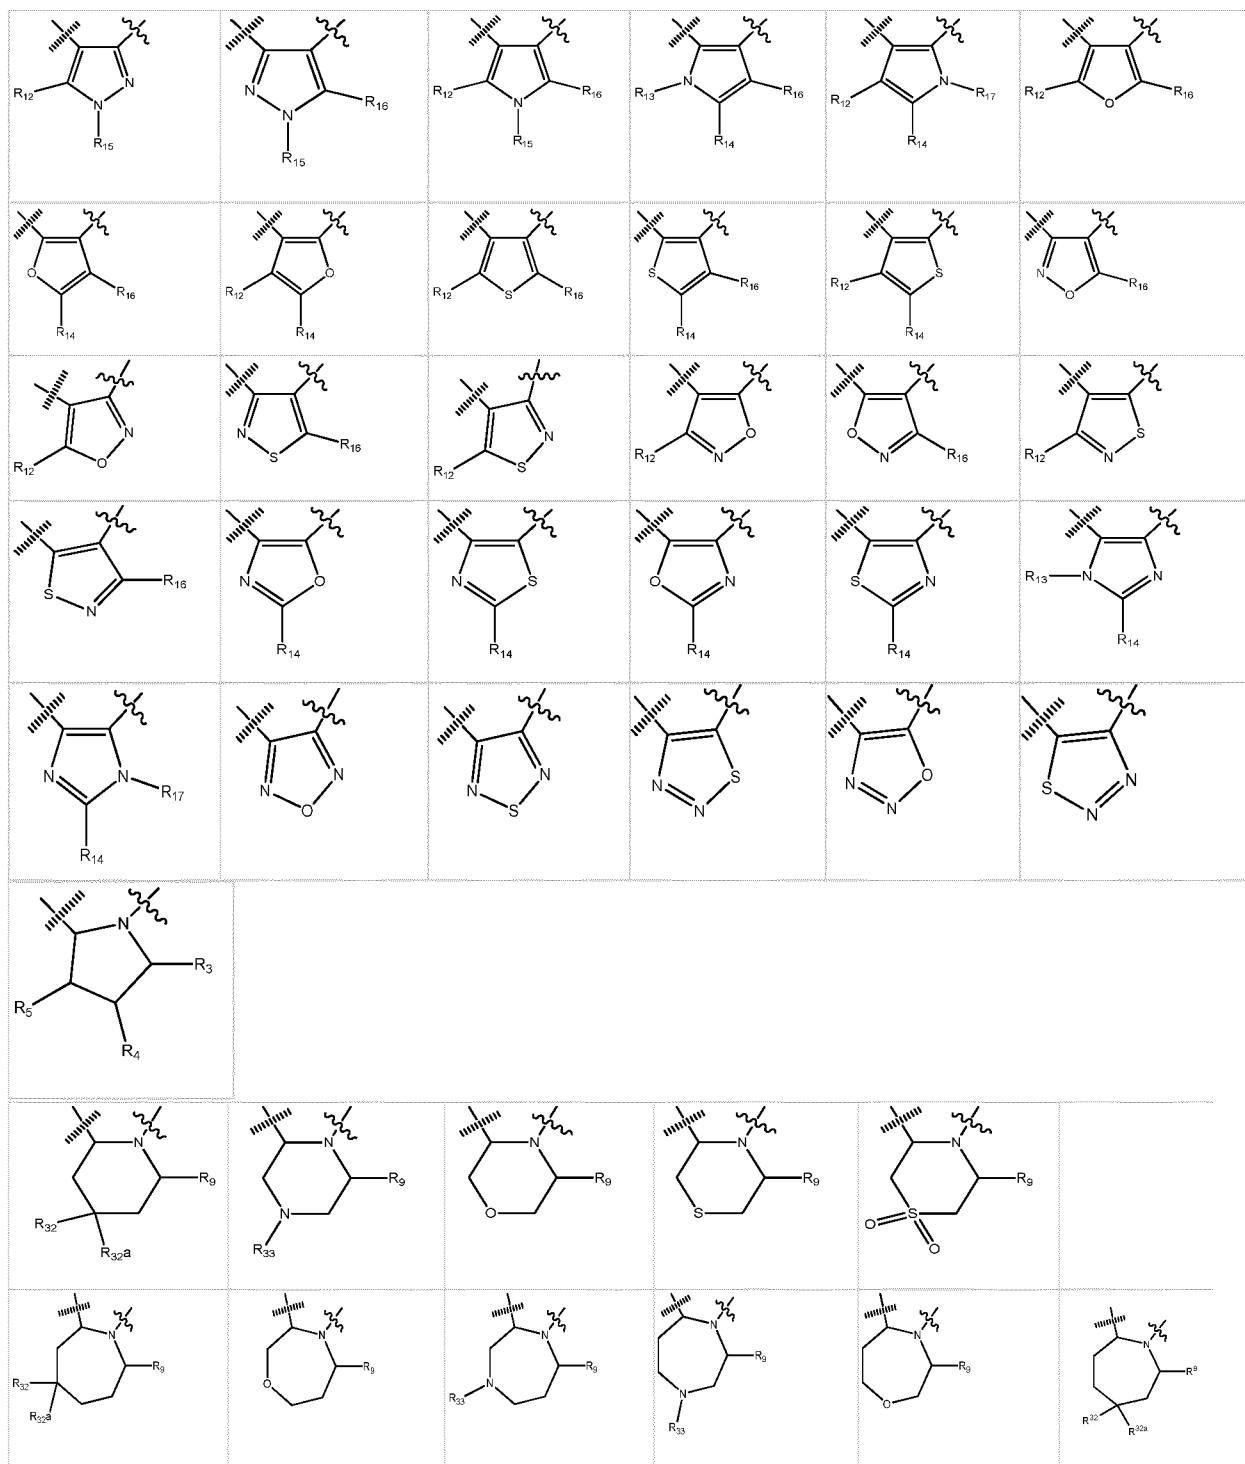 R12 N N R15
N N R15 R16
R12 N R15 R16
R13 N R14 R16
R12 N R17 R14
R12 O R16
O R16 R14
R12 O R14
R12 S R16
S R16 R14
R12 S R14
N O R16
R12 O N
N S R16
R12 S N
R12 N O
O N R16
R12 N S
S N R16
N O R14
N S R14
O N R14
S N R14
R13 N N R14
N N R17 R14
N O N
N S N
N N S
N N O
S N N
N R3 R5 R4
N R9 R32 R32a
N R9 N R33
N R9 O
N R9 S
N R9 O S O
N R9 R32 R32a
N R9 O
N R9 N R33
N R9 N R33
N R9 O
N R9 R32 R32a